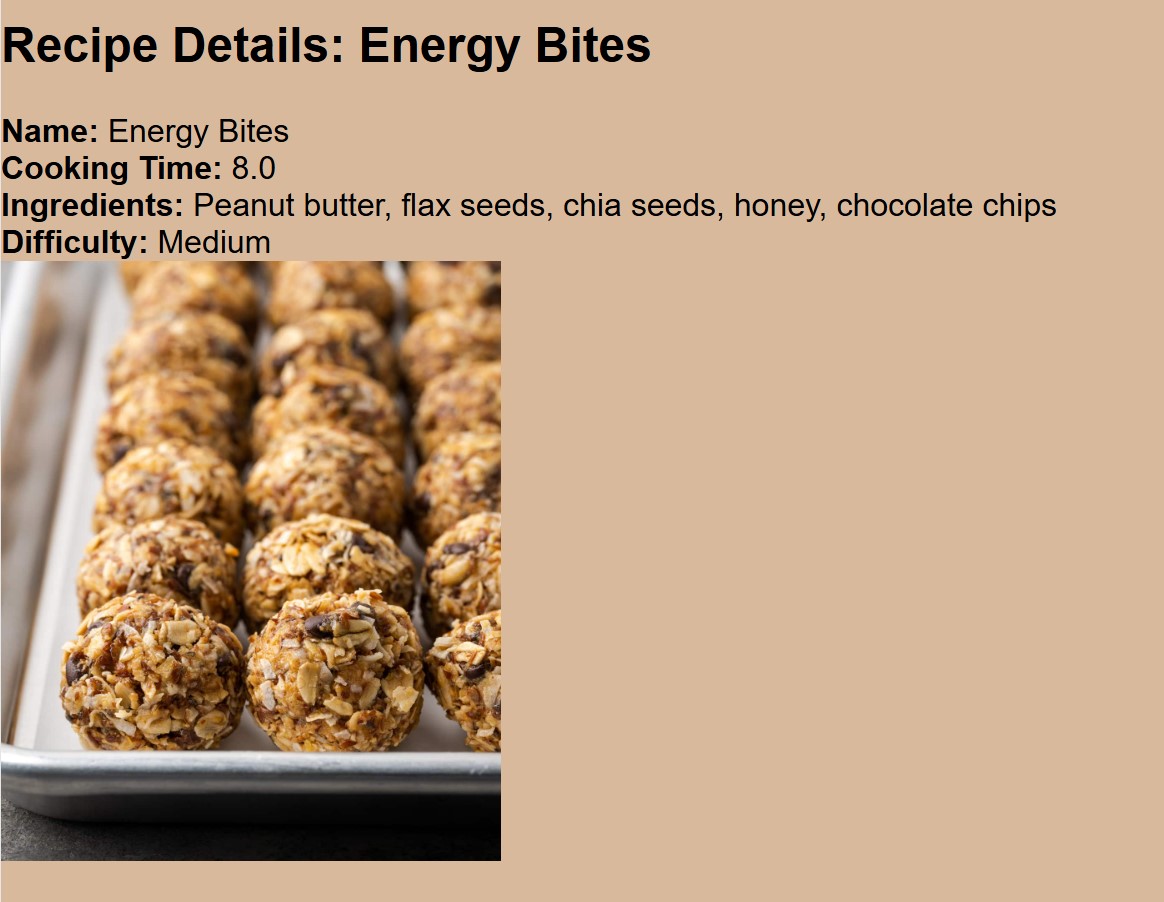 Recipe Details: Energy Bites
Name: Energy Bites
Cooking Time: 8.0
Ingredients: Peanut butter, flax seeds, chia seeds, honey, chocolate chips
Difficulty: Medium